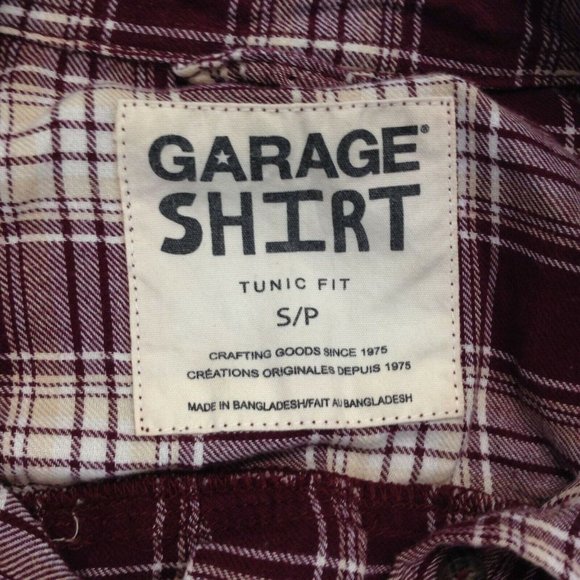 GARAGE®
SHIRT
TUNIC FIT
S/P
CRAFTING GOODS SINCE 1975
CRÉATIONS ORIGINALES DEPUIS 1975
MADE IN BANGLADESH/FAIT AU BANGLADESH